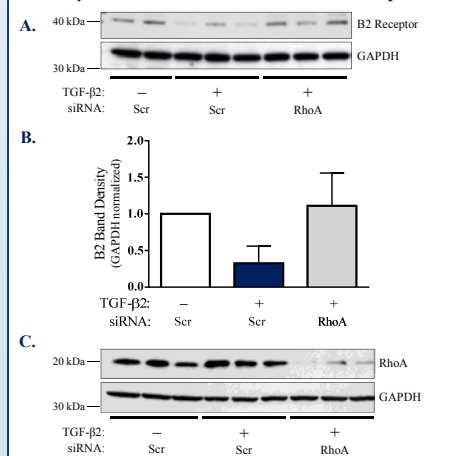 A.
40 kDa
B2 Receptor
GAPDH
30 kDa
TGF-β2: – + +
siRNA: Scr Scr RhoA
B.
B2 Band Density
(GAPDH normalized)
2.0
1.5
1.0
0.5
0.0
TGF-β2: – + +
siRNA: Scr Scr RhoA
C.
20 kDa
RhoA
GAPDH
30 kDa
TGF-β2: – + +
siRNA: Scr Scr RhoA